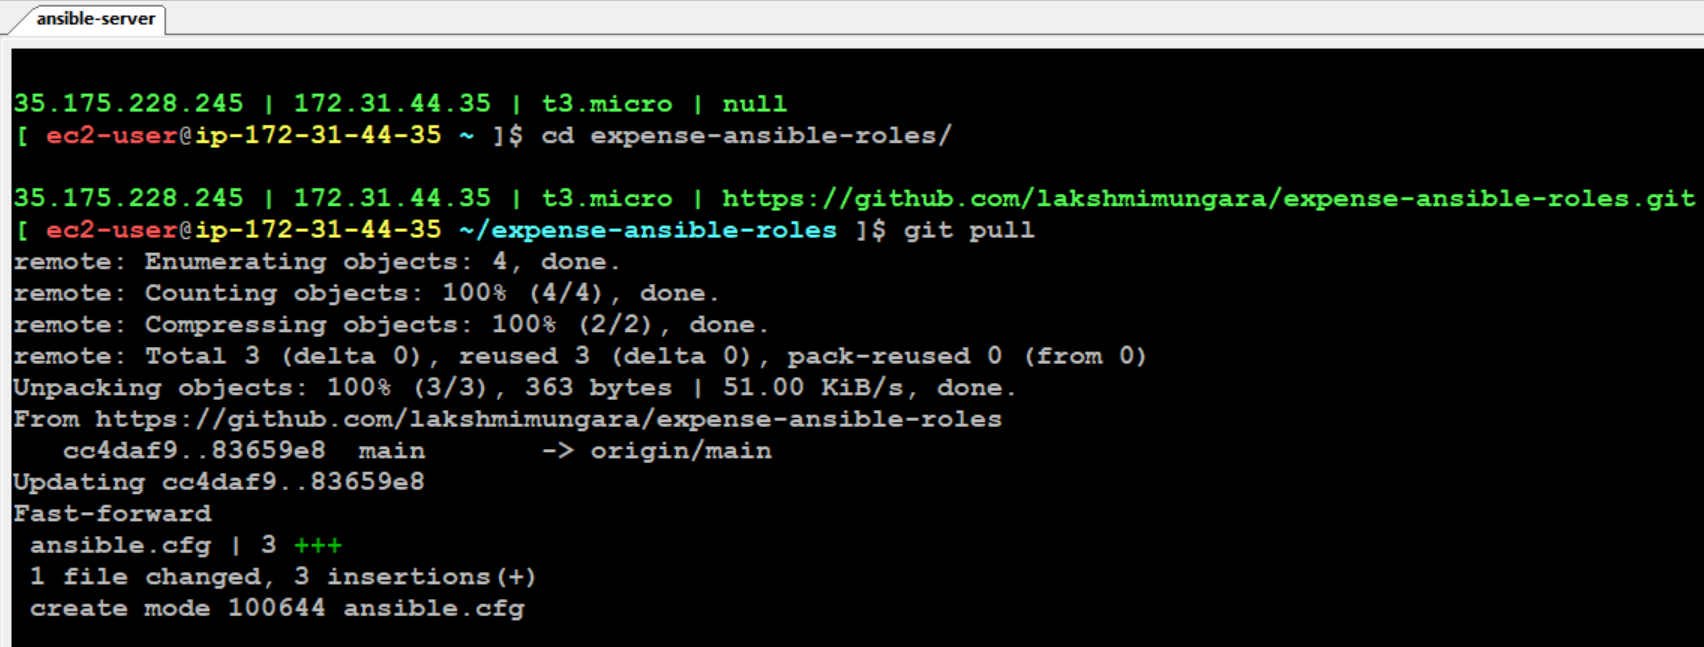 ansible-server
35.175.228.245 | 172.31.44.35 | t3.micro | null
[ ec2-user@ip-172-31-44-35 ~ ]$ cd expense-ansible-roles/
35.175.228.245 | 172.31.44.35 | t3.micro | https://github.com/lakshmimungara/expense-ansible-roles.git
[ ec2-user@ip-172-31-44-35 ~/expense-ansible-roles ]$ git pull
remote: Enumerating objects: 4, done.
remote: Counting objects: 100% (4/4), done.
remote: Compressing objects: 100% (2/2), done.
remote: Total 3 (delta 0), reused 3 (delta 0), pack-reused 0 (from 0)
Unpacking objects: 100% (3/3), 363 bytes | 51.00 KiB/s, done.
From https://github.com/lakshmimungara/expense-ansible-roles
   cc4daf9..83659e8  main       -> origin/main
Updating cc4daf9..83659e8
Fast-forward
 ansible.cfg | 3 +++
 1 file changed, 3 insertions(+)
 create mode 100644 ansible.cfg